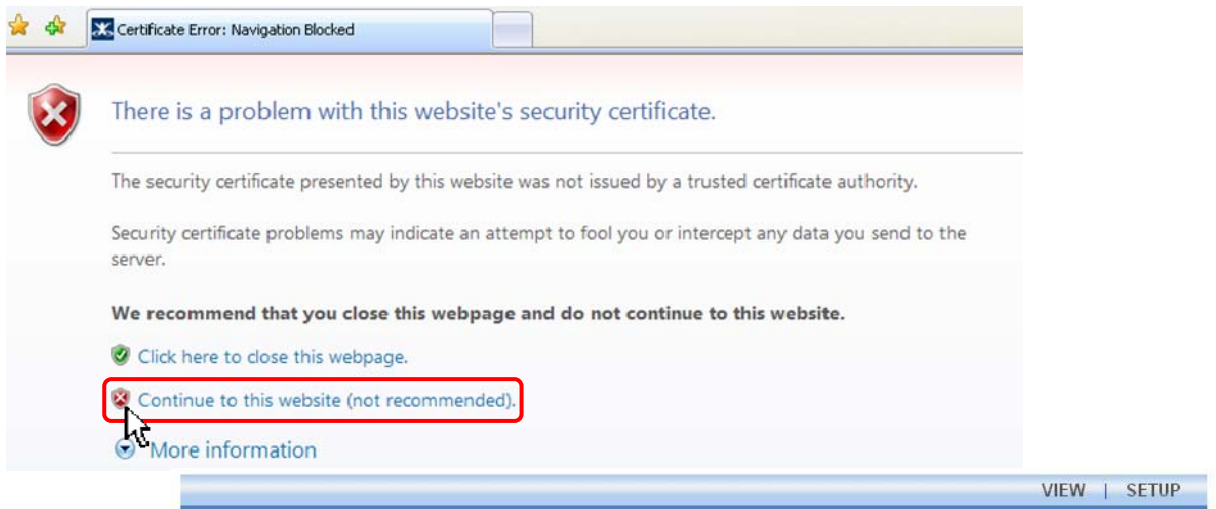 Certificate Error: Navigation Blocked
There is a problem with this website's security certificate.
The security certificate presented by this website was not issued by a trusted certificate authority.
Security certificate problems may indicate an attempt to fool you or intercept any data you send to the
server.
We recommend that you close this webpage and do not continue to this website.
Click here to close this webpage.
Continue to this website (not recommended).
More information
VIEW | SETUP